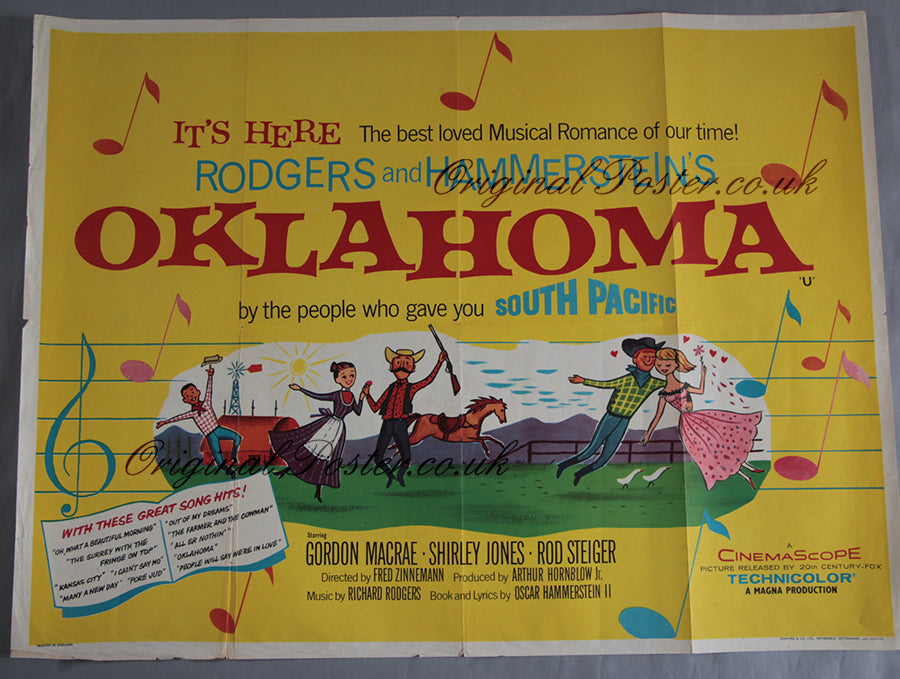 IT'S HERE The best loved Musical Romance of our time!
RODGERS and HAMMERSTEIN'S
OriginalPoster.co.uk
OKLAHOMA
'U'
by the people who gave you SOUTH PACIFIC
OriginalPoster.co.uk
WITH THESE GREAT SONG HITS!
"OH, WHAT A BEAUTIFUL MORNING"
"THE SURREY WITH THE
FRINGE ON TOP"
"KANSAS CITY" "I CAIN'T SAY NO"
"MANY A NEW DAY" "PORE JUD"
"OUT OF MY DREAMS"
"THE FARMER AND THE COWMAN"
"ALL ER NOTHIN'"
"OKLAHOMA"
"PEOPLE WILL SAY WE'RE IN LOVE"
Starring
GORDON MACRAE · SHIRLEY JONES · ROD STEIGER
Directed by FRED ZINNEMANN Produced by ARTHUR HORNBLOW Jr.
Music by RICHARD RODGERS Book and Lyrics by OSCAR HAMMERSTEIN II
A
CINEMASCOPE
PICTURE RELEASED BY 20th CENTURY-FOX
TECHNICOLOR®
A MAGNA PRODUCTION
PRINTED IN ENGLAND